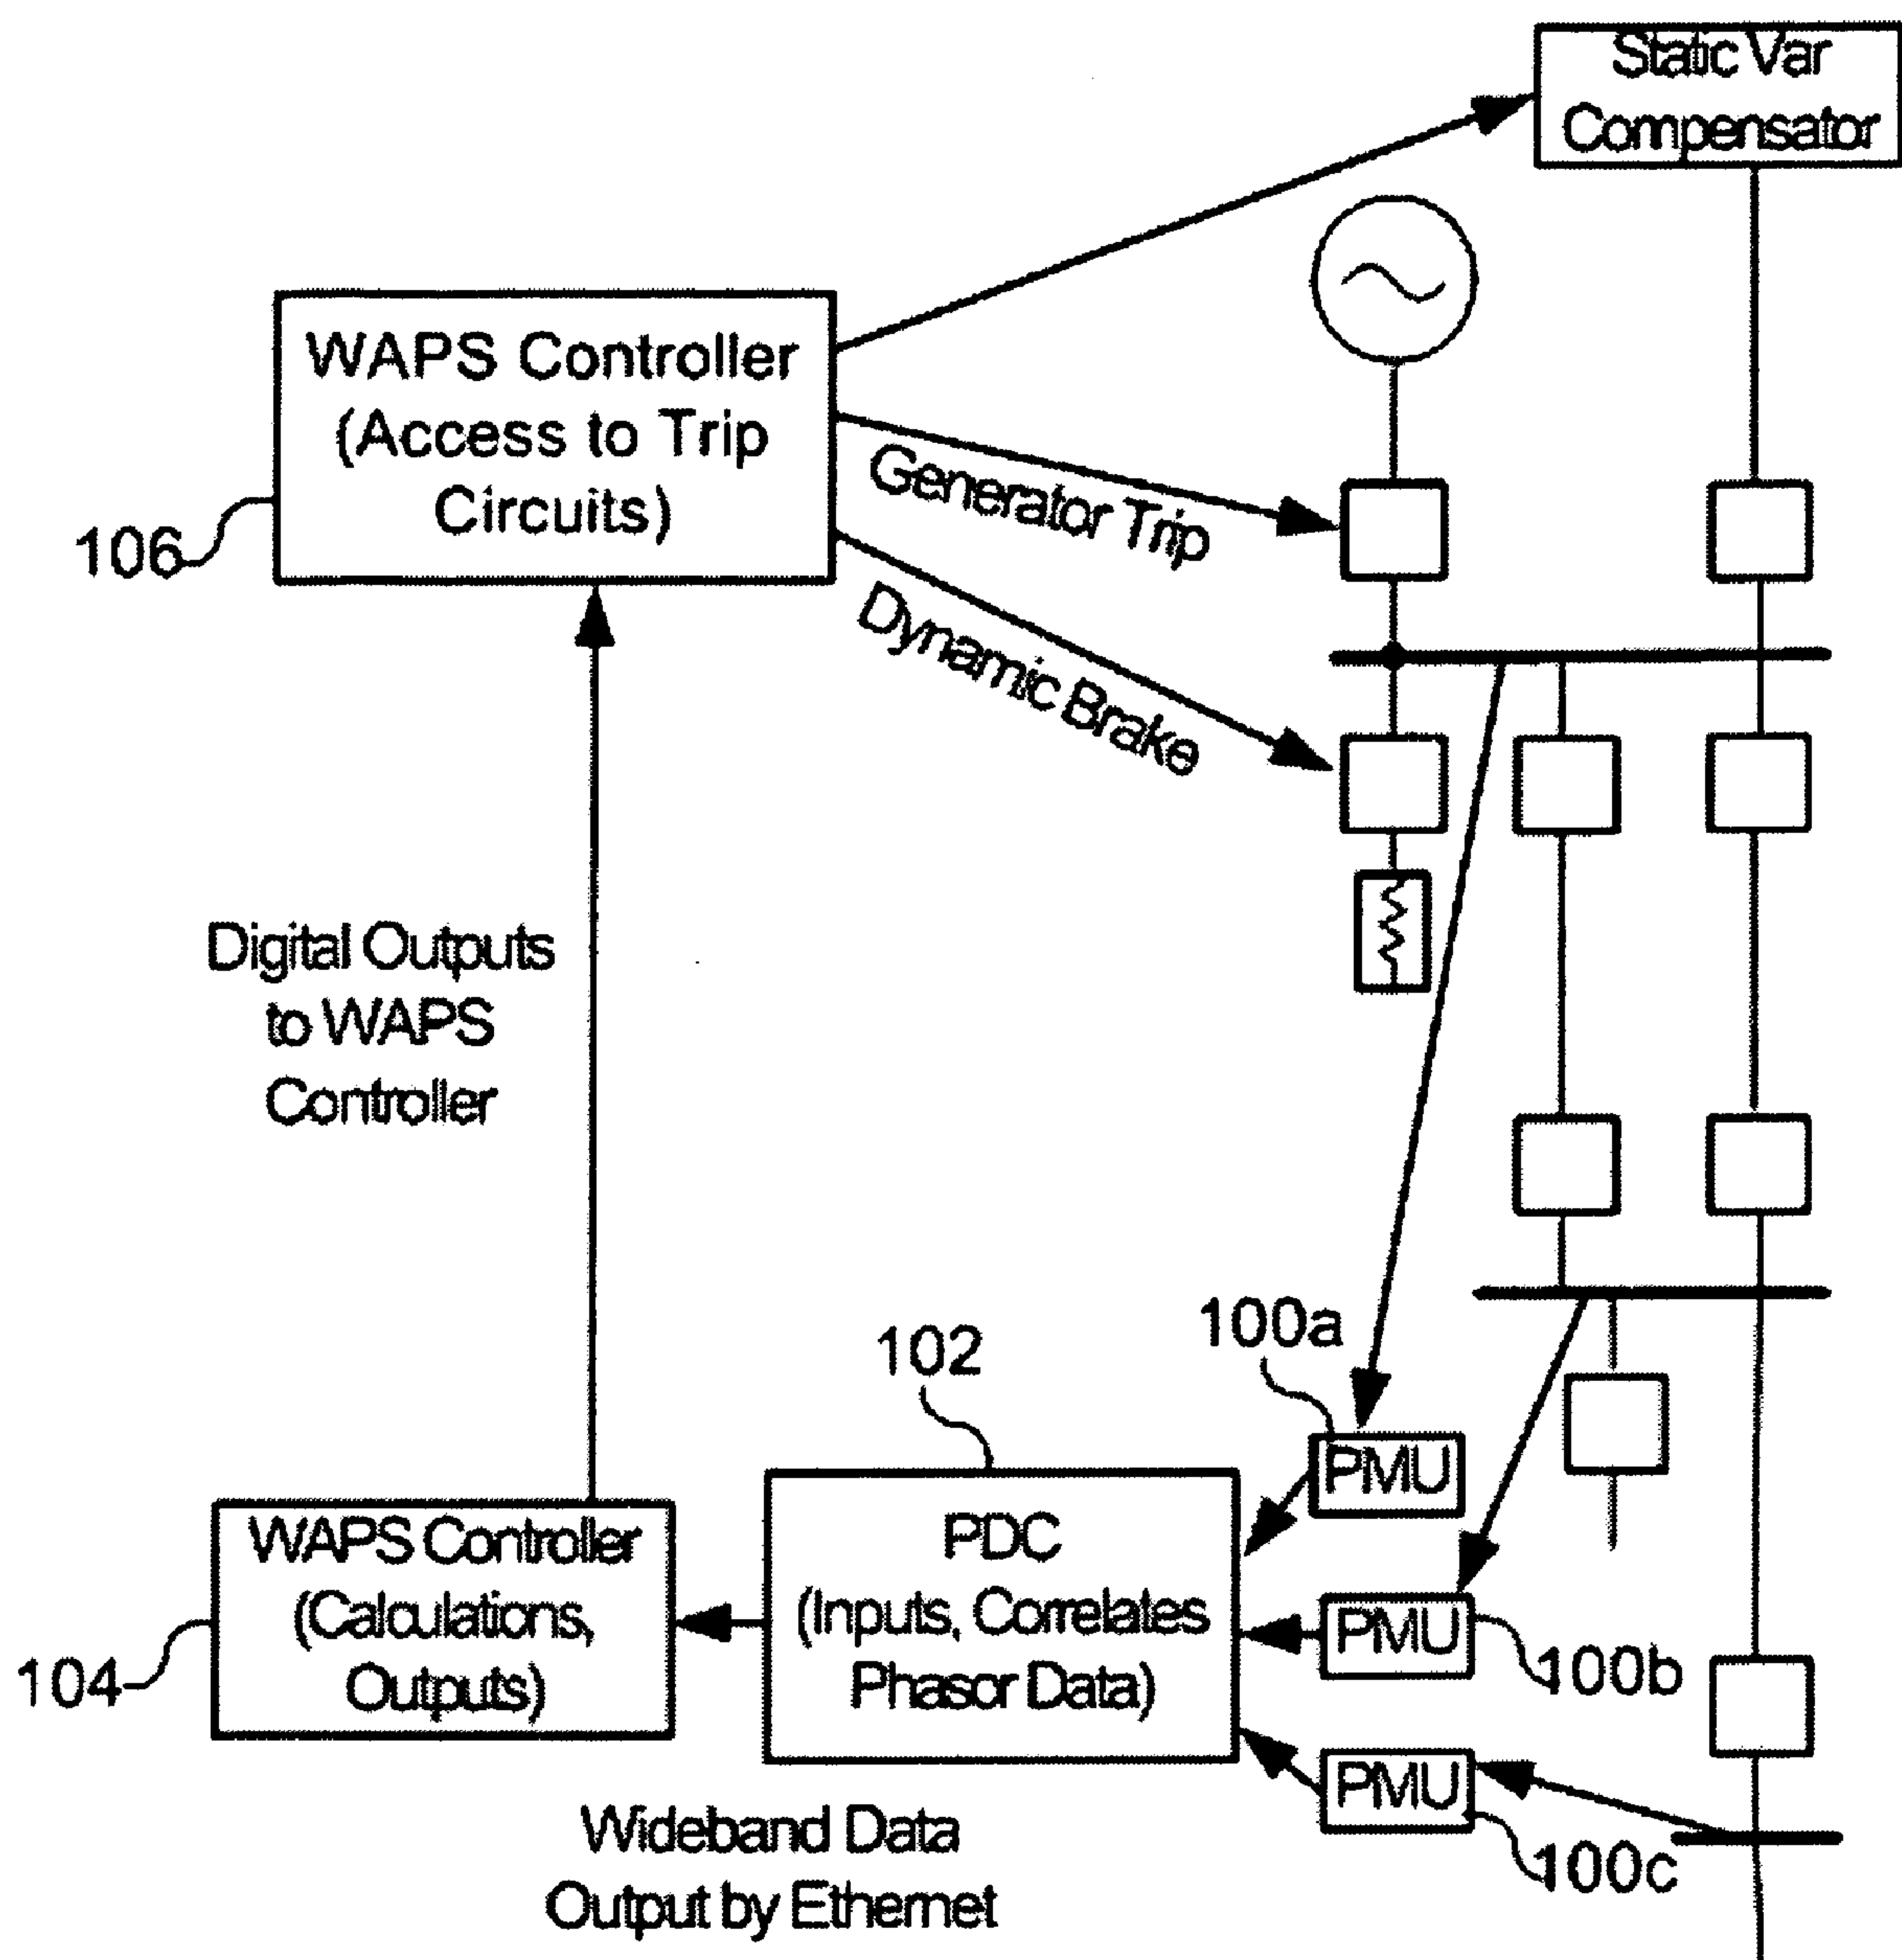 Static Var
Compensator
WAPS Controller
(Access to Trip
Circuits)
106
Generator Trip
Dynamic Brake
Digital Outputs
to WAPS
Controller
100a
102
PMU
WAPS Controller
(Calculations,
Outputs)
104
PDC
(Inputs, Correlates
Phasor Data)
PMU
100b
PMU
100c
Wideband Data
Output by Ethernet